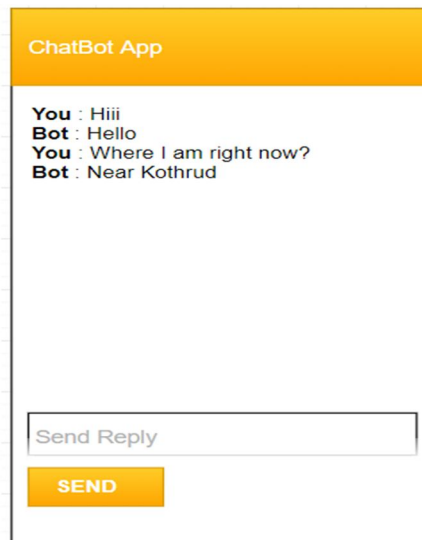 ChatBot App
You : Hiii
Bot : Hello
You : Where I am right now?
Bot : Near Kothrud
Send Reply
SEND